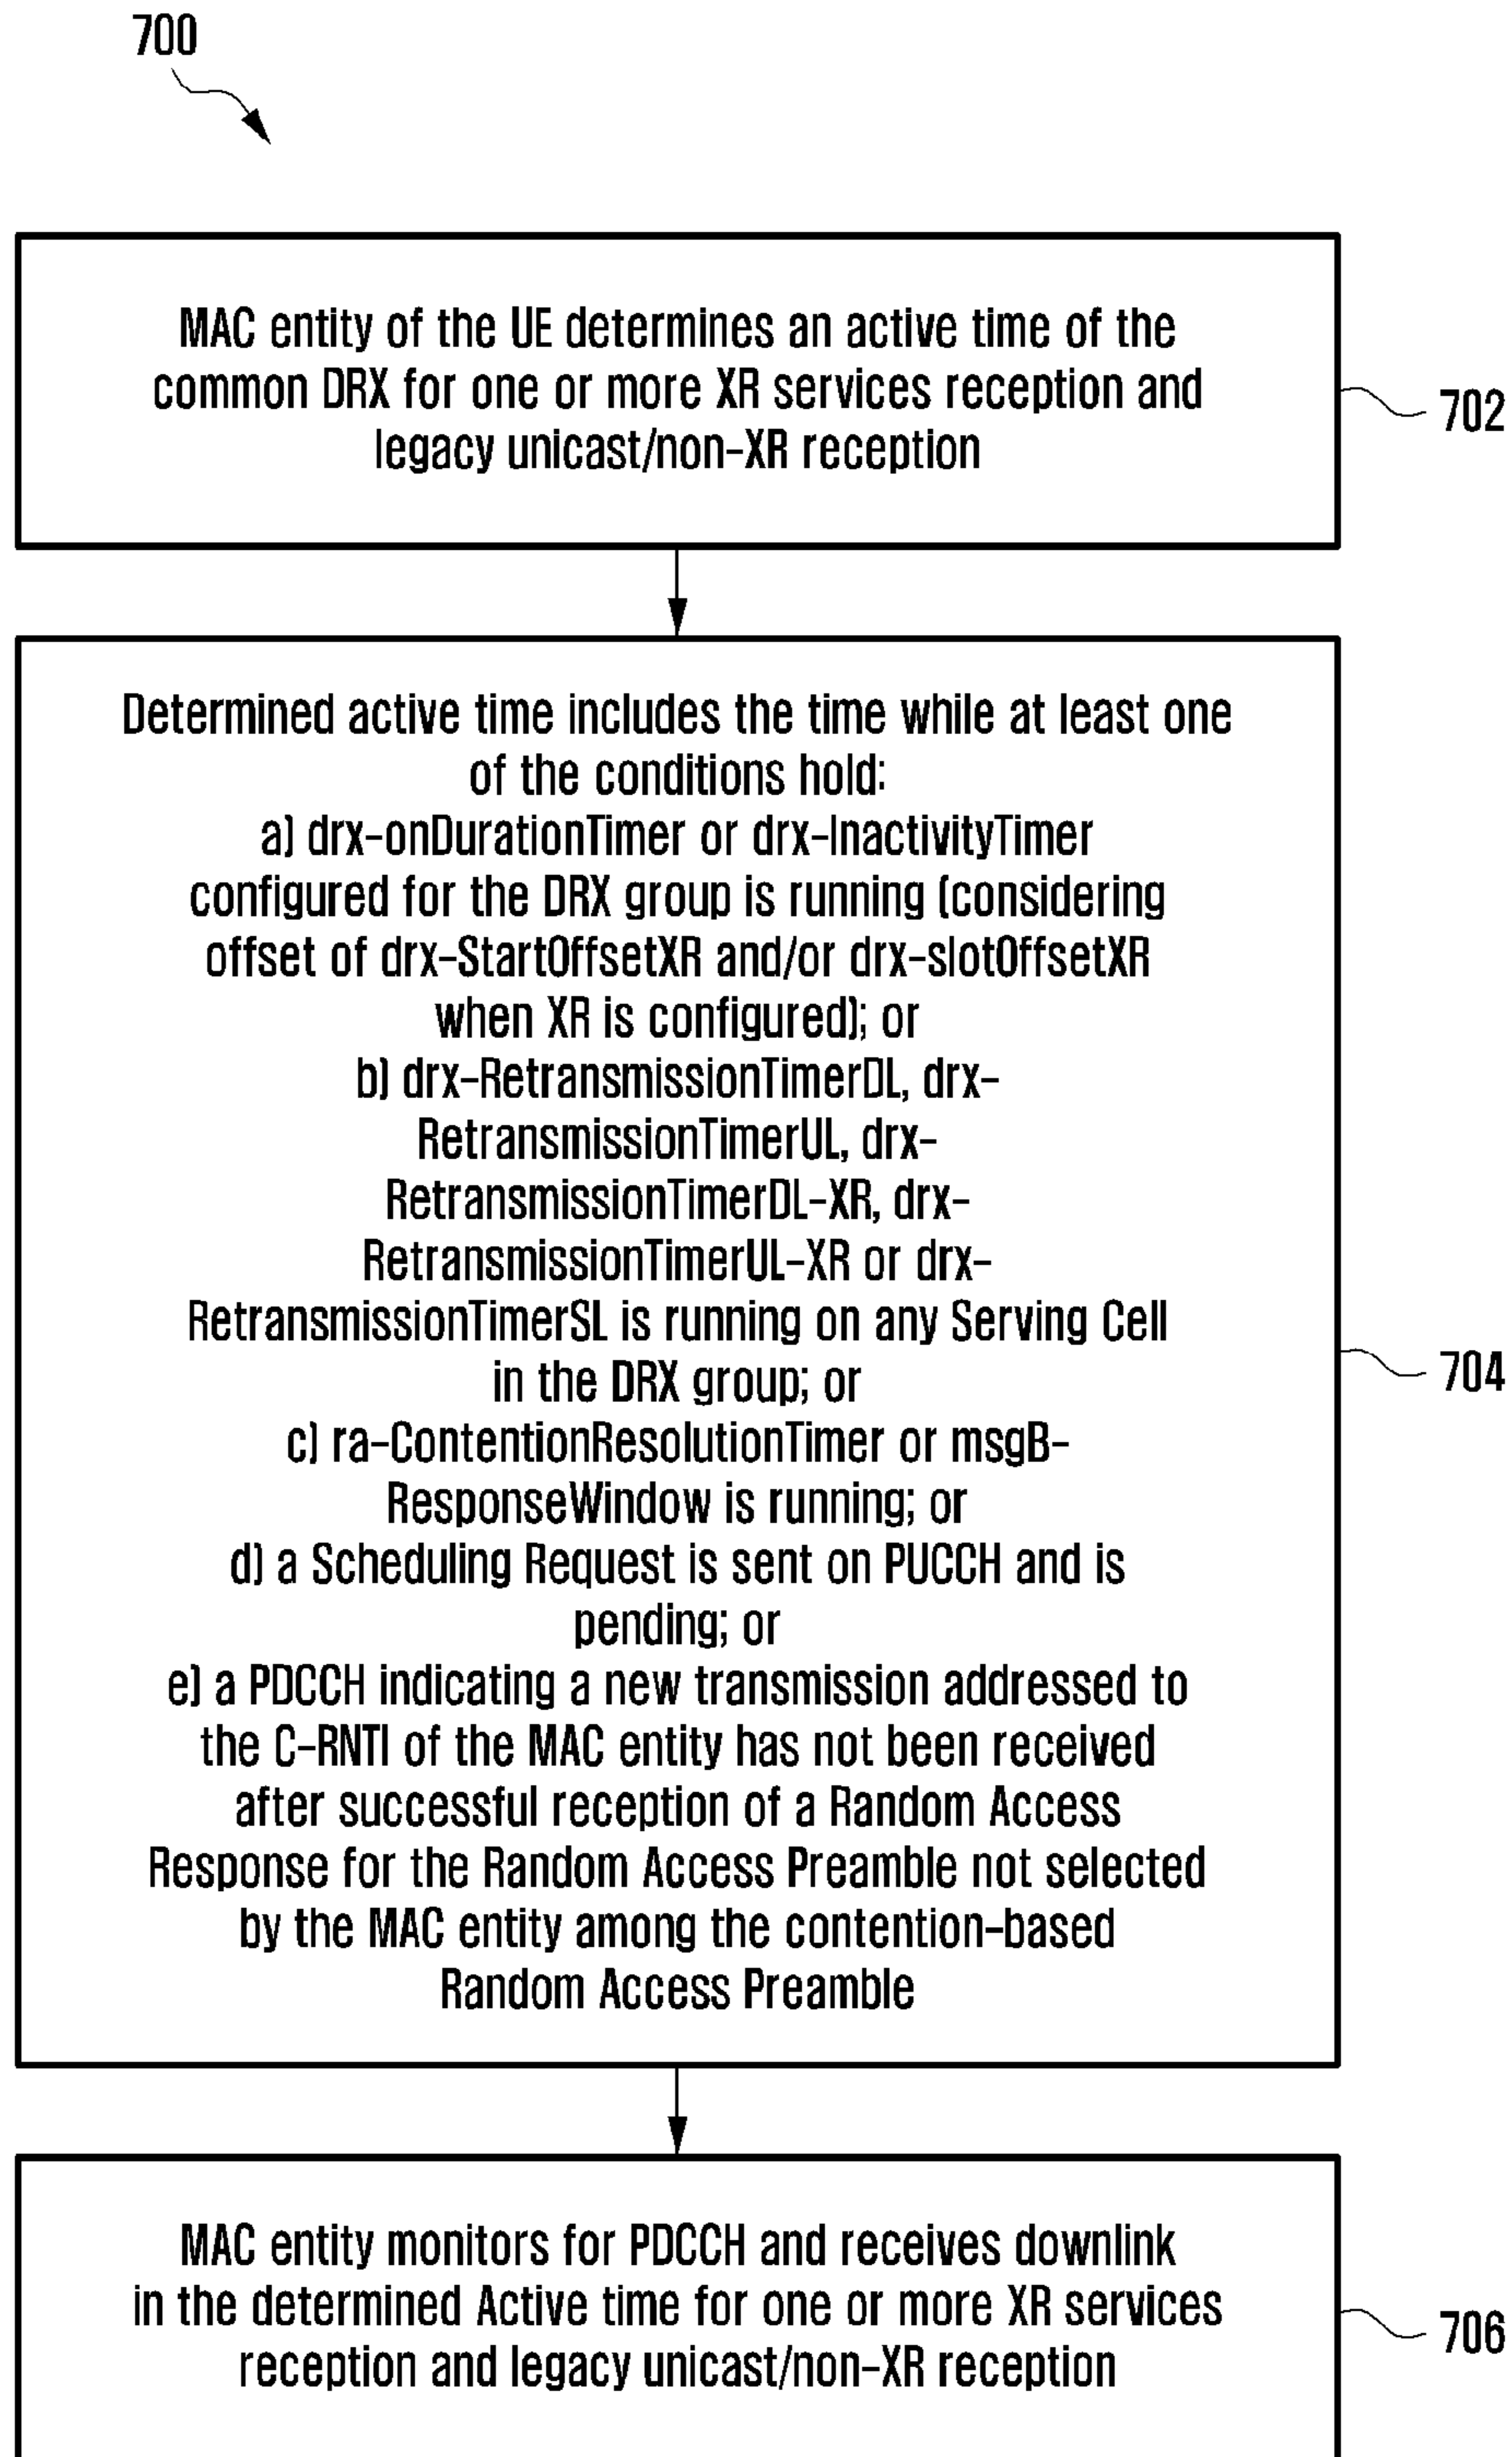 700
MAC entity of the UE determines an active time of the
common DRX for one or more XR services reception and
legacy unicast/non-XR reception
702
Determined active time includes the time while at least one
of the conditions hold:
a) drx-onDurationTimer or drx-InactivityTimer
configured for the DRX group is running (considering
offset of drx-StartOffsetXR and/or drx-slotOffsetXR
when XR is configured); or
b) drx-RetransmissionTimerDL, drx-
RetransmissionTimerUL, drx-
RetransmissionTimerDL-XR, drx-
RetransmissionTimerUL-XR or drx-
RetransmissionTimerSL is running on any Serving Cell
in the DRX group; or
c) ra-ContentionResolutionTimer or msgB-
ResponseWindow is running; or
d) a Scheduling Request is sent on PUCCH and is
pending; or
e) a PDCCH indicating a new transmission addressed to
the C-RNTI of the MAC entity has not been received
after successful reception of a Random Access
Response for the Random Access Preamble not selected
by the MAC entity among the contention-based
Random Access Preamble
704
MAC entity monitors for PDCCH and receives downlink
in the determined Active time for one or more XR services
reception and legacy unicast/non-XR reception
706